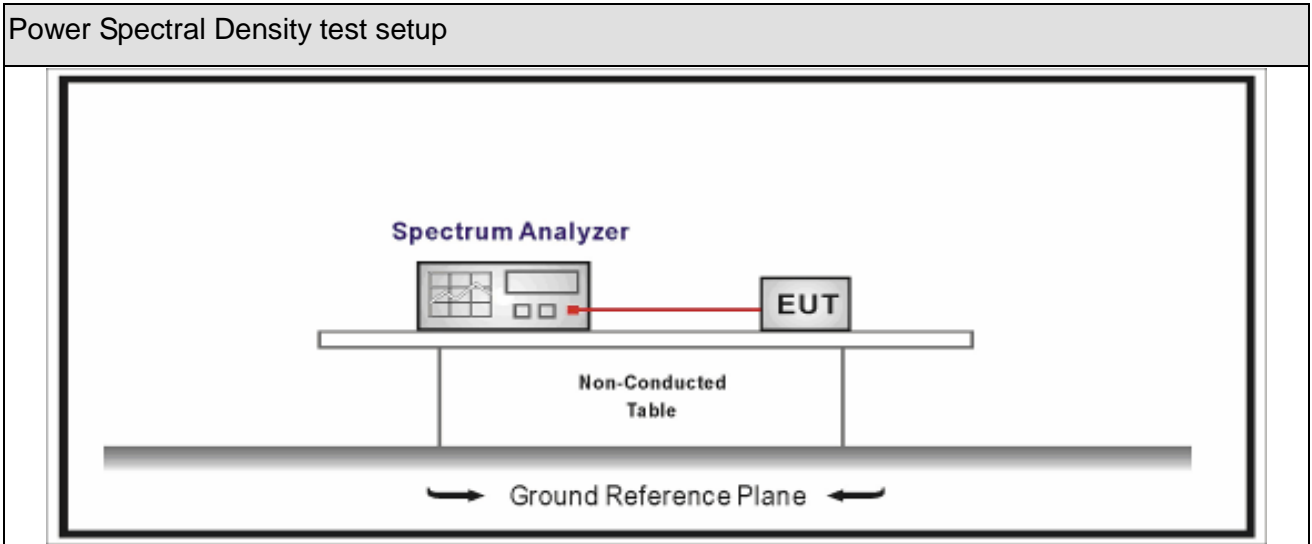 Power Spectral Density test setup
Spectrum Analyzer
EUT
Non-Conducted
Table
Ground Reference Plane